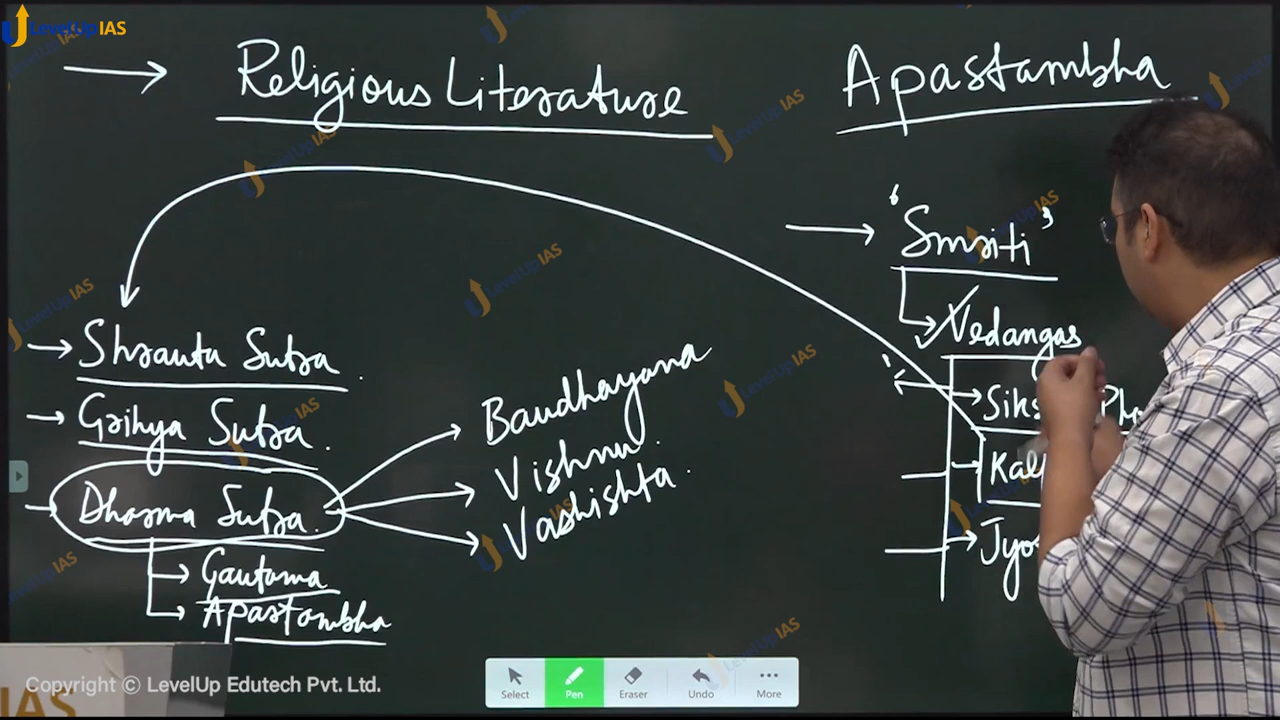 LevelUp IAS
Religious Literature
Apastambha
'Smriti'
Vedangas
Shrauta Sutra.
Grihya Sutra.
Dharma Sutra.
Gautama
Apastambha
Baudhayana
Vishnu.
Vashishta.
Copyright © LevelUp Edutech Pvt. Ltd.
IAS
Select
Pen
Eraser
Undo
More